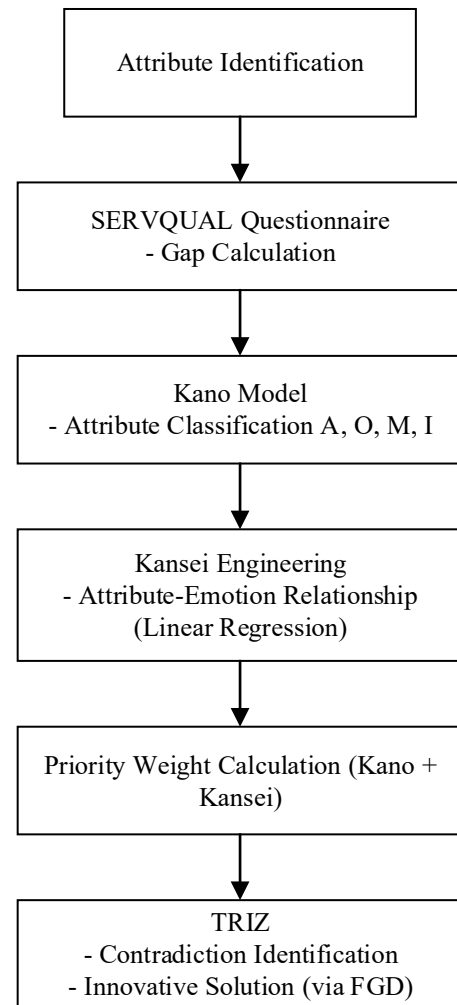 Attribute Identification
SERVQUAL Questionnaire
- Gap Calculation
Kano Model
- Attribute Classification A, O, M, I
Kansei Engineering
- Attribute-Emotion Relationship
(Linear Regression)
Priority Weight Calculation (Kano +
Kansei)
TRIZ
- Contradiction Identification
- Innovative Solution (via FGD)